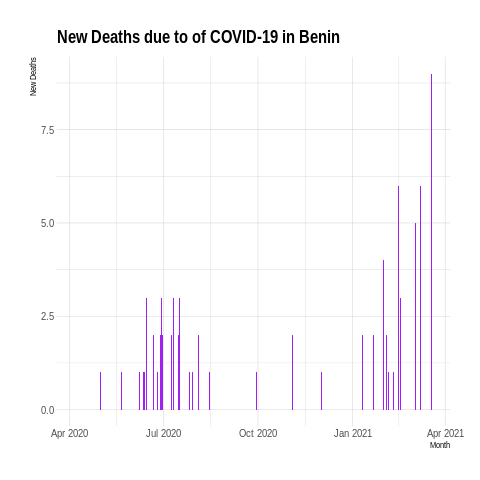 New Deaths due to of COVID-19 in Benin
New Deaths
7.5
5.0
2.5
0.0
Apr 2020
Jul 2020
Oct 2020
Jan 2021
Apr 2021
Month